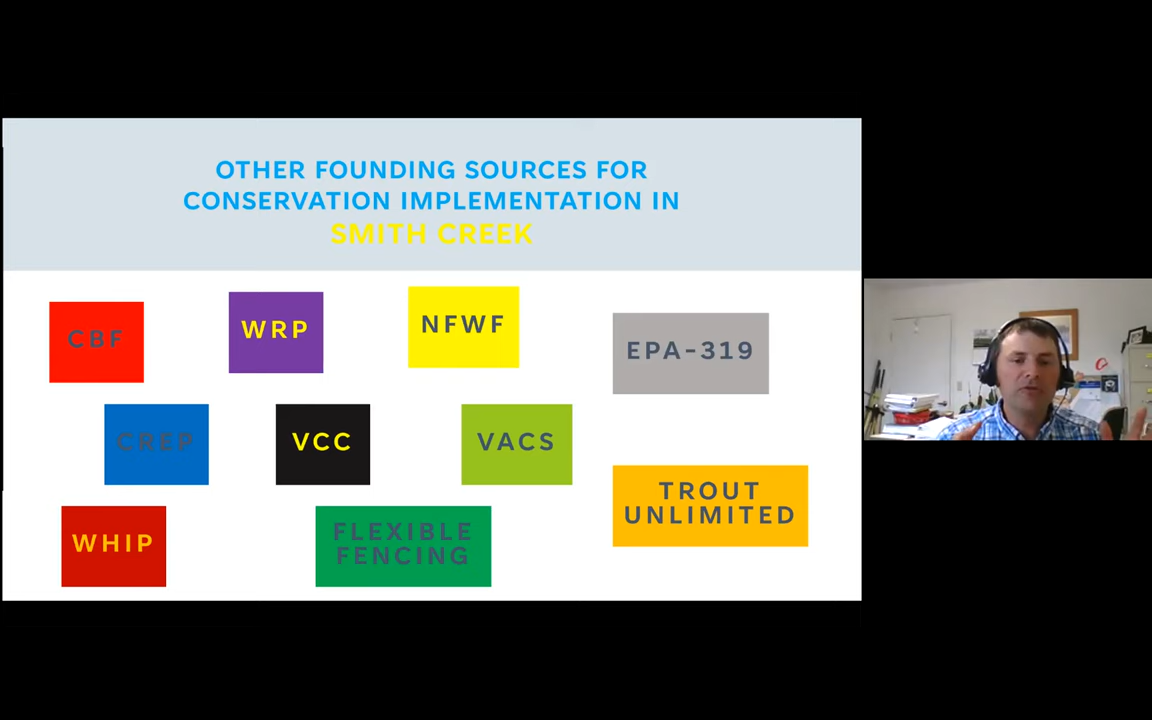 OTHER FOUNDING SOURCES FOR
CONSERVATION IMPLEMENTATION IN
SMITH CREEK
CBF
WRP
NFWF
EPA-319
CREP
VCC
VACS
TROUT
UNLIMITED
WHIP
FLEXIBLE
FENCING